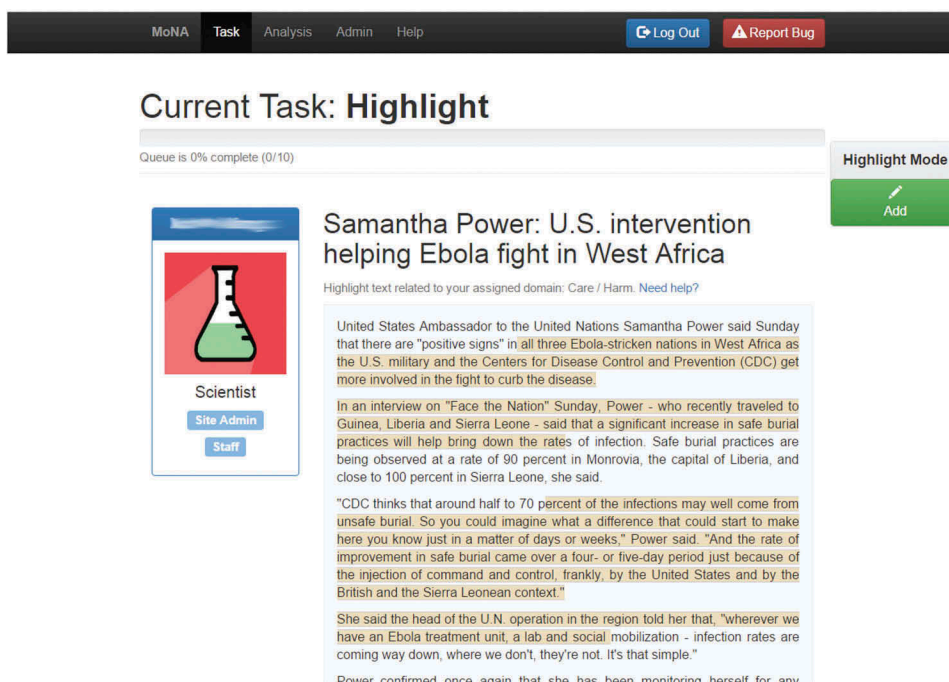 MoNA Task Analysis Admin Help Log Out Report Bug
Current Task: Highlight
Queue is 0% complete (0/10)
Highlight Mode
Add
Samantha Power: U.S. intervention
helping Ebola fight in West Africa
Highlight text related to your assigned domain: Care / Harm. Need help?
Scientist
Site Admin
Staff
United States Ambassador to the United Nations Samantha Power said Sunday
that there are "positive signs" in all three Ebola-stricken nations in West Africa as
the U.S. military and the Centers for Disease Control and Prevention (CDC) get
more involved in the fight to curb the disease.
In an interview on "Face the Nation" Sunday, Power - who recently traveled to
Guinea, Liberia and Sierra Leone - said that a significant increase in safe burial
practices will help bring down the rates of infection. Safe burial practices are
being observed at a rate of 90 percent in Monrovia, the capital of Liberia, and
close to 100 percent in Sierra Leone, she said.
"CDC thinks that around half to 70 percent of the infections may well come from
unsafe burial. So you could imagine what a difference that could start to make
here you know just in a matter of days or weeks," Power said. "And the rate of
improvement in safe burial came over a four- or five-day period just because of
the injection of command and control, frankly, by the United States and by the
British and the Sierra Leonean context."
She said the head of the U.N. operation in the region told her that, "wherever we
have an Ebola treatment unit, a lab and social mobilization - infection rates are
coming way down, where we don't, they're not. It's that simple."
Power confirmed once again that she has been monitoring herself for any